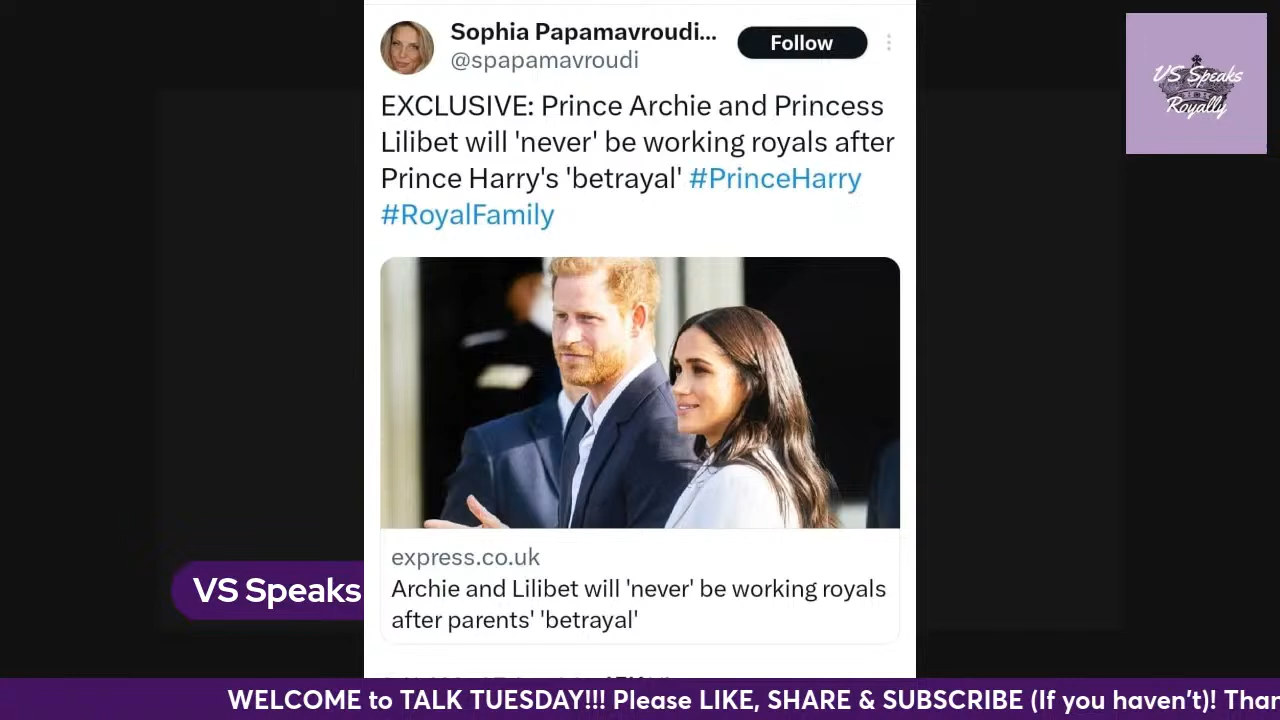 Sophia Papamavroudi...
@spapamavroudi
Follow
EXCLUSIVE: Prince Archie and Princess
Lilibet will 'never' be working royals after
Prince Harry's 'betrayal' #PrinceHarry
#RoyalFamily
express.co.uk
Archie and Lilibet will 'never' be working royals
after parents' 'betrayal'
VS Speaks
Royally
VS Speaks
WELCOME to TALK TUESDAY!!! Please LIKE, SHARE & SUBSCRIBE (If you haven't)! Than